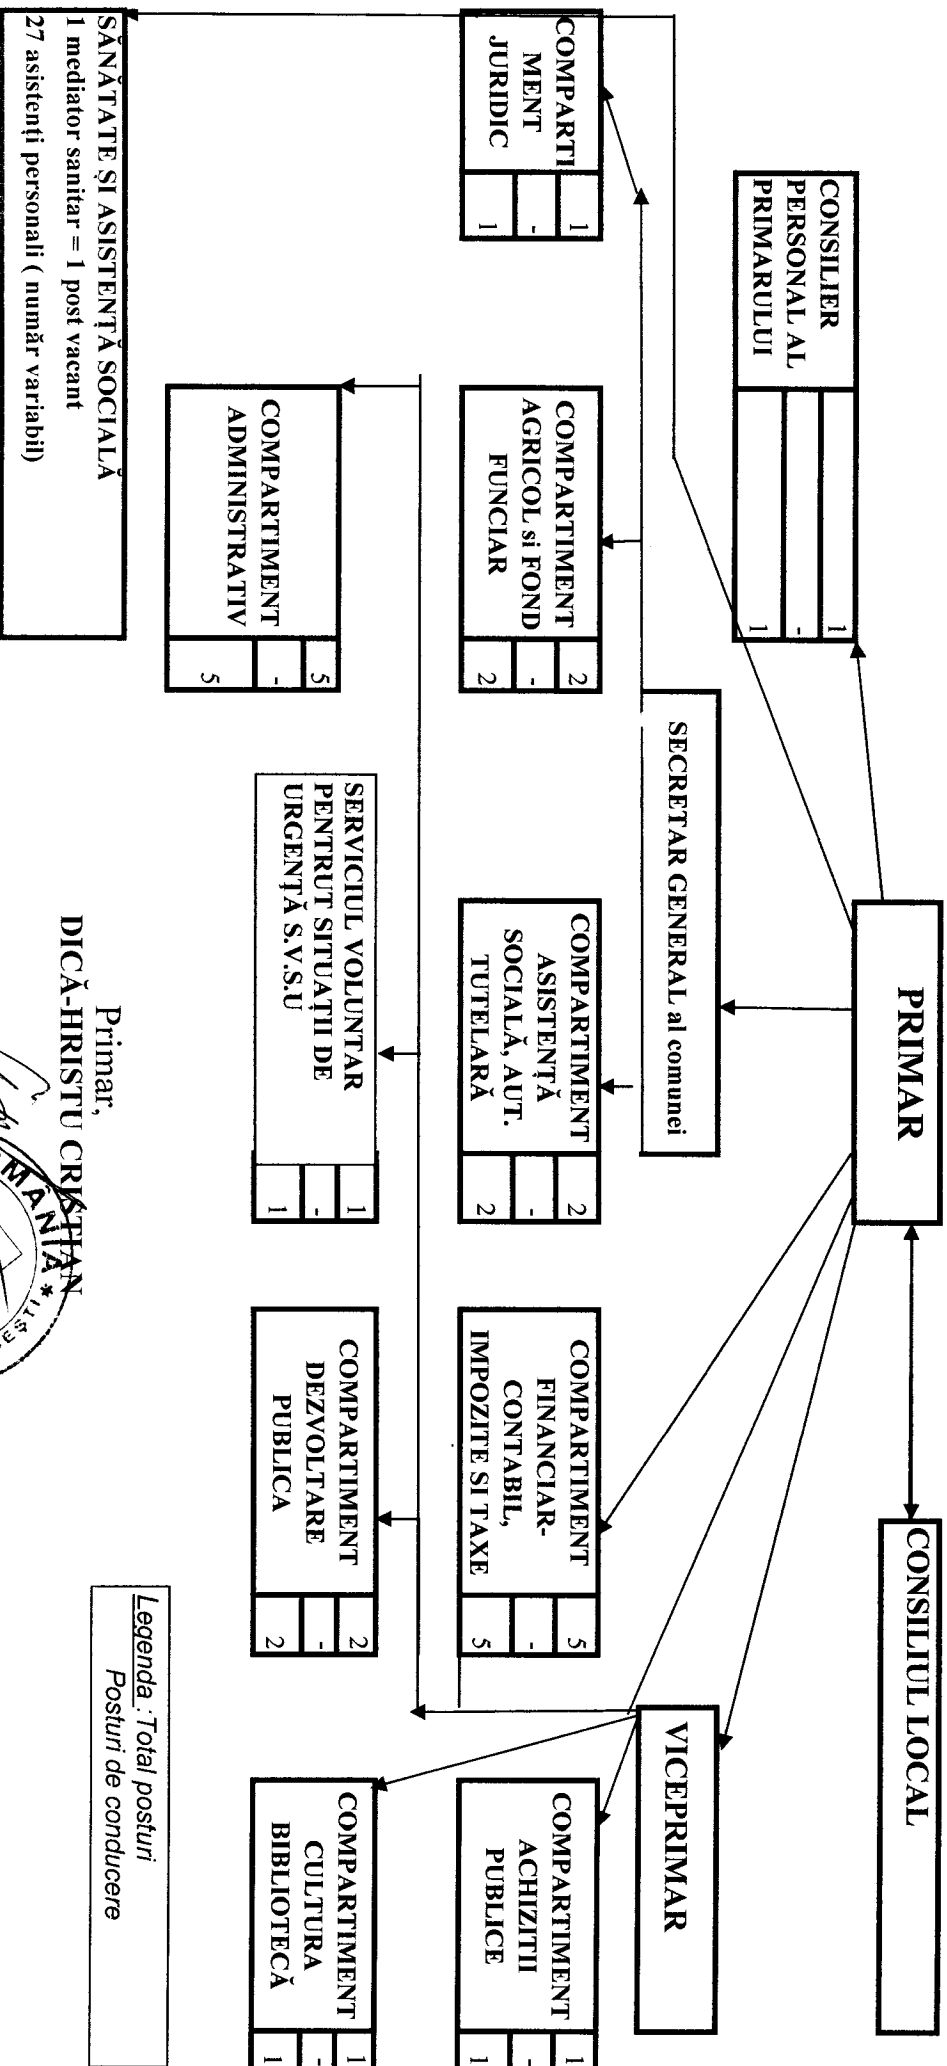 PRIMAR
CONSILIUL LOCAL
CONSILIER
PERSONAL AL
PRIMARULUI
1
-
1
SECRETAR GENERAL al comunei
VICEPRIMAR
COMPARTI
MENT
JURIDIC
1
-
1
COMPARTIMENT
AGRICOL si FOND
FUNCIAR
2
-
2
COMPARTIMENT
ASISTENȚĂ
SOCIALĂ, AUT.
TUTELARĂ
2
-
2
COMPARTIMENT
FINANCIAR-
CONTABIL,
IMPOZITE SI TAXE
5
-
5
COMPARTIMENT
ACHIZITII
PUBLICE
1
-
1
COMPARTIMENT
ADMINISTRATIV
5
-
5
SERVICIUL VOLUNTAR
PENTRUT SITUAȚII DE
URGENȚĂ S.V.S.U
1
-
1
COMPARTIMENT
DEZVOLTARE
PUBLICA
2
-
2
COMPARTIMENT
CULTURA
BIBLIOTECĂ
1
-
1
SĂNĂTATE ȘI ASISTENȚĂ SOCIALĂ
1 mediator sanitar = 1 post vacant
27 asistenți personali ( număr variabil)
Primar,
DICĂ-HRISTU CRISTIAN
Legenda :Total posturi
Posturi de conducere